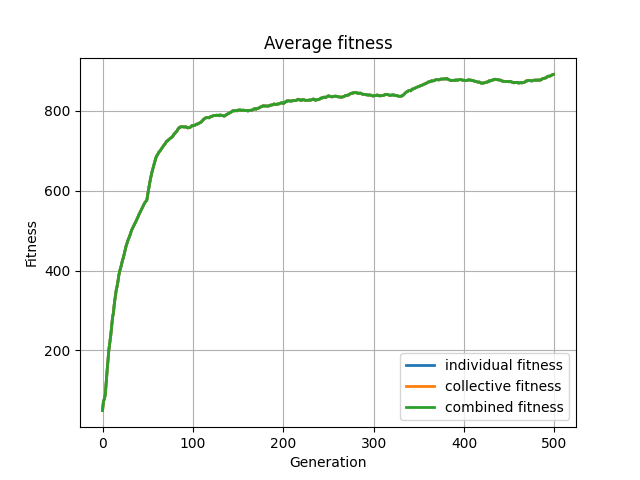 Average fitness
Fitness
800
600
400
200
individual fitness
collective fitness
combined fitness
0 100 200 300 400 500
Generation